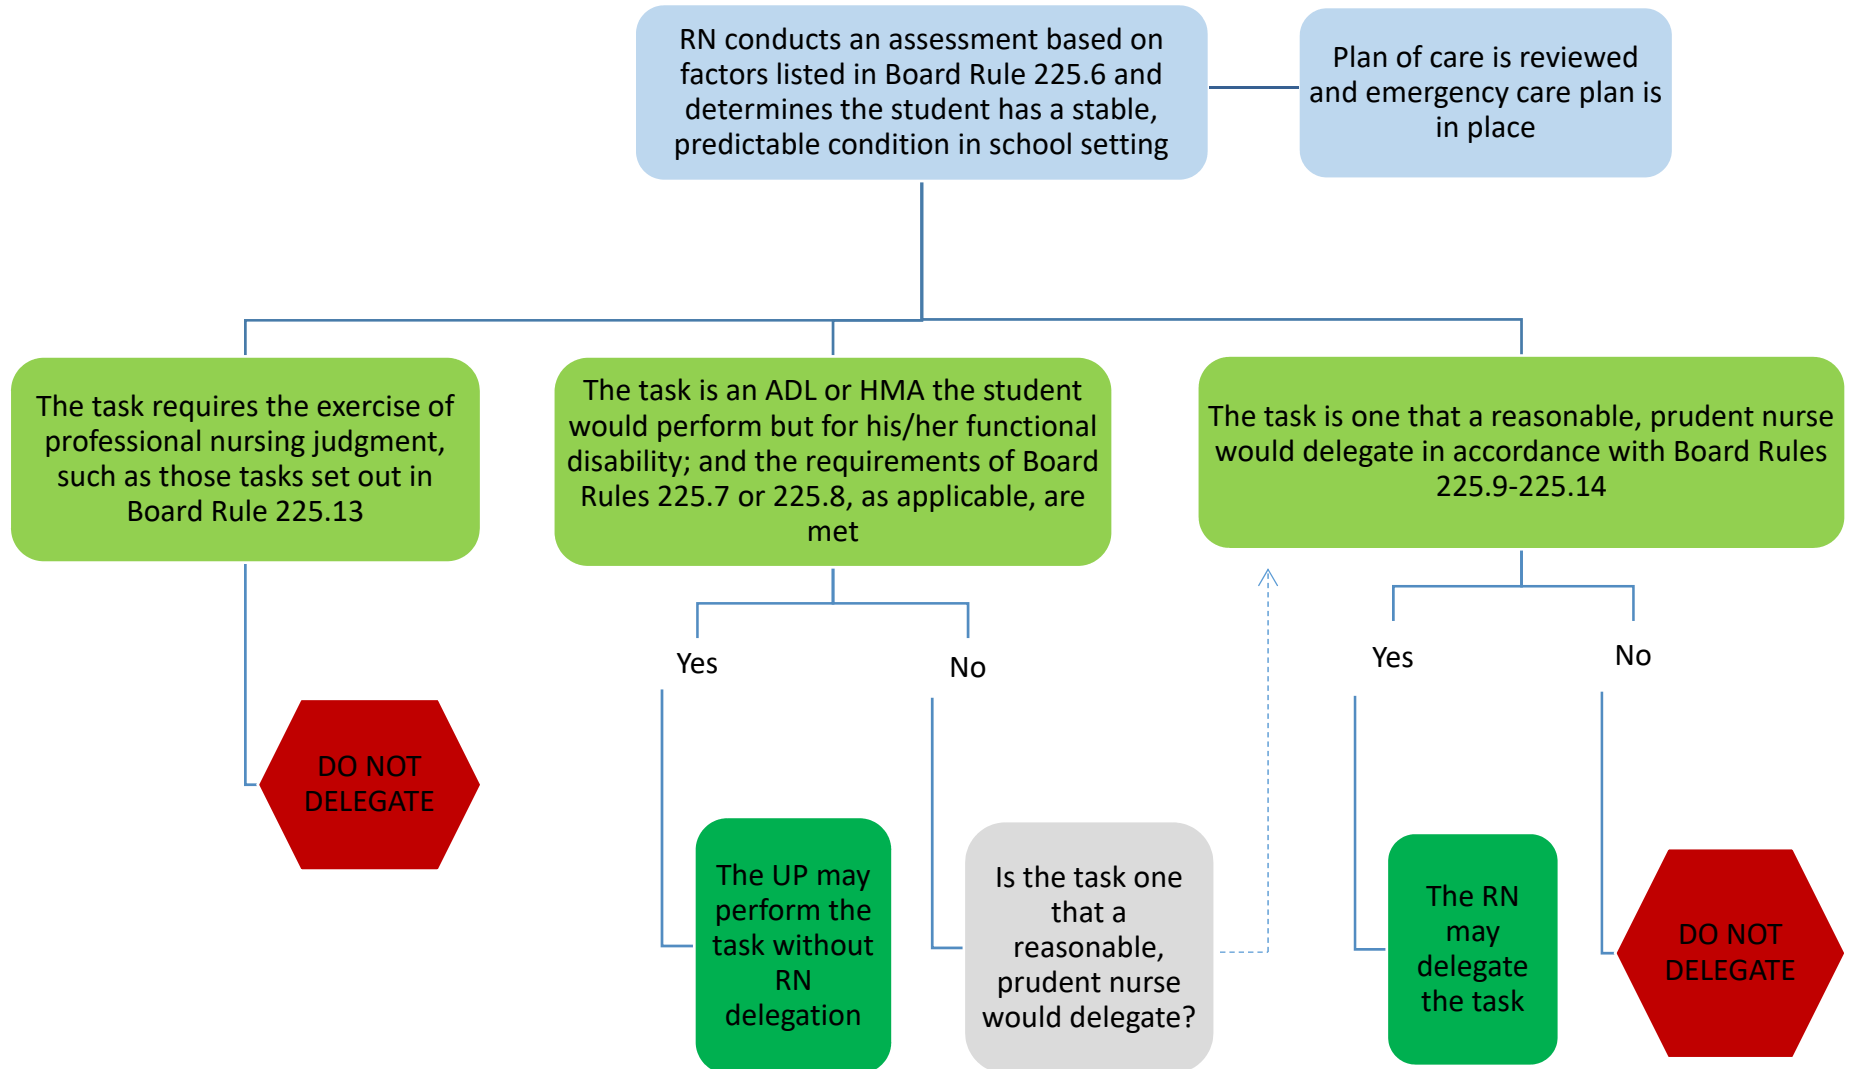 RN conducts an assessment based on
factors listed in Board Rule 225.6 and
determines the student has a stable,
predictable condition in school setting
Plan of care is reviewed
and emergency care plan is
in place
The task requires the exercise of
professional nursing judgment,
such as those tasks set out in
Board Rule 225.13
The task is an ADL or HMA the student
would perform but for his/her functional
disability; and the requirements of Board
Rules 225.7 or 225.8, as applicable, are
met
The task is one that a reasonable, prudent nurse
would delegate in accordance with Board Rules
225.9-225.14
Yes
No
Yes
No
DO NOT
DELEGATE
The UP may
perform the
task without
RN
delegation
Is the task one
that a
reasonable,
prudent nurse
would delegate?
The RN
may
delegate
the task
DO NOT
DELEGATE